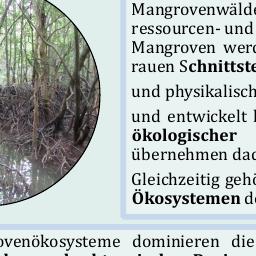 Mangrovenwälde
ressourcen- und
Mangroven werd
rauen Schnittste
und physikalisch
und entwickelt
ökologischer
übernehmen dad
Gleichzeitig gehö
Ökosystemen de
ovenökosysteme dominieren die